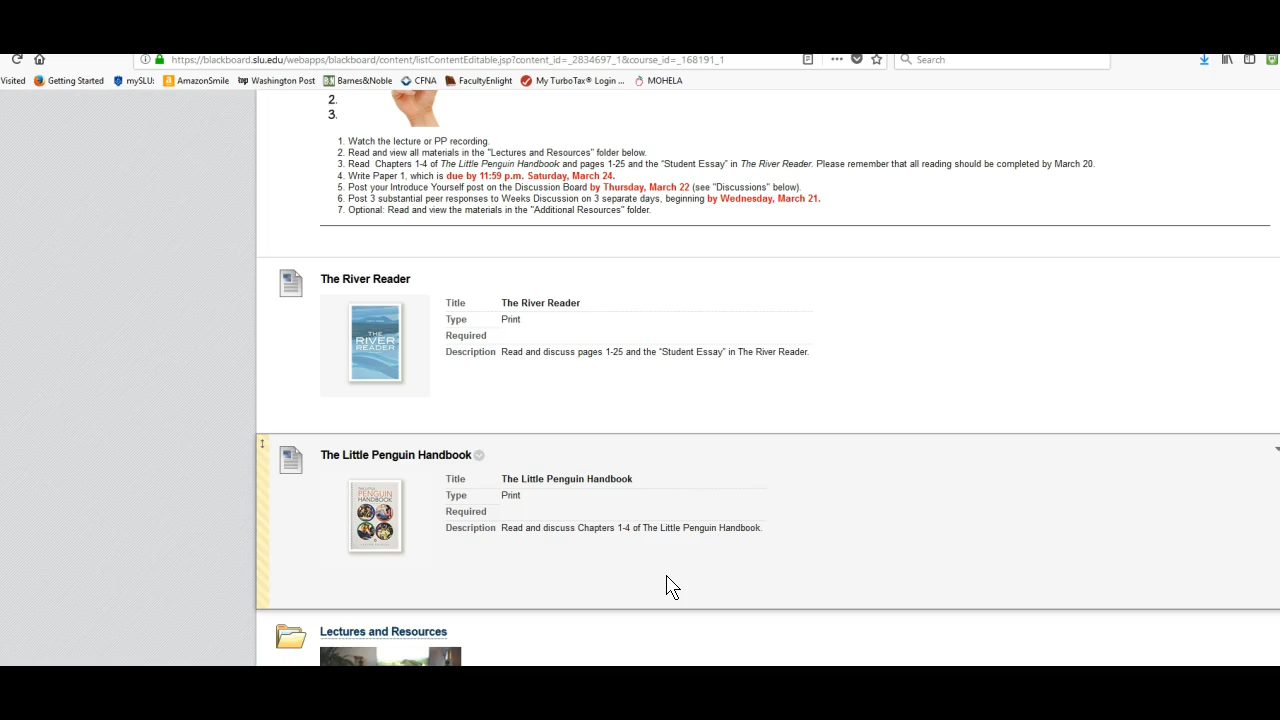 https://blackboard.slu.edu/webapps/blackboard/content/listContentEditable.jsp?content_id=_2834697_1&course_id=_168191_1
Search
Visited Getting Started mySLU: AmazonSmile Washington Post Barnes&Noble CFNA FacultyEnlight My TurboTax® Login ... MOHELA
2.
3.
1. Watch the lecture or PP recording.
2. Read and view all materials in the "Lectures and Resources" folder below.
3. Read Chapters 1-4 of The Little Penguin Handbook and pages 1-25 and the "Student Essay" in The River Reader. Please remember that all reading should be completed by March 20.
4. Write Paper 1, which is due by 11:59 p.m. Saturday, March 24.
5. Post your Introduce Yourself post on the Discussion Board by Thursday, March 22 (see "Discussions" below).
6. Post 3 substantial peer responses to Weeks Discussion on 3 separate days, beginning by Wednesday, March 21.
7. Optional: Read and view the materials in the "Additional Resources" folder.
The River Reader
THE
RIVER
READER
Title The River Reader
Type Print
Required
Description Read and discuss pages 1-25 and the "Student Essay" in The River Reader.
The Little Penguin Handbook
THE LITTLE
PENGUIN
HANDBOOK
Title The Little Penguin Handbook
Type Print
Required
Description Read and discuss Chapters 1-4 of The Little Penguin Handbook.
Lectures and Resources